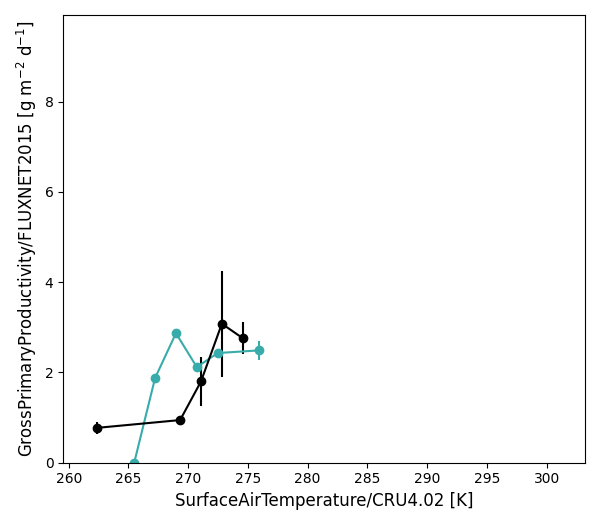 GrossPrimaryProductivity/FLUXNET2015 [g m⁻² d⁻¹]
8
6
4
2
0
260 265 270 275 280 285 290 295 300
SurfaceAirTemperature/CRU4.02 [K]